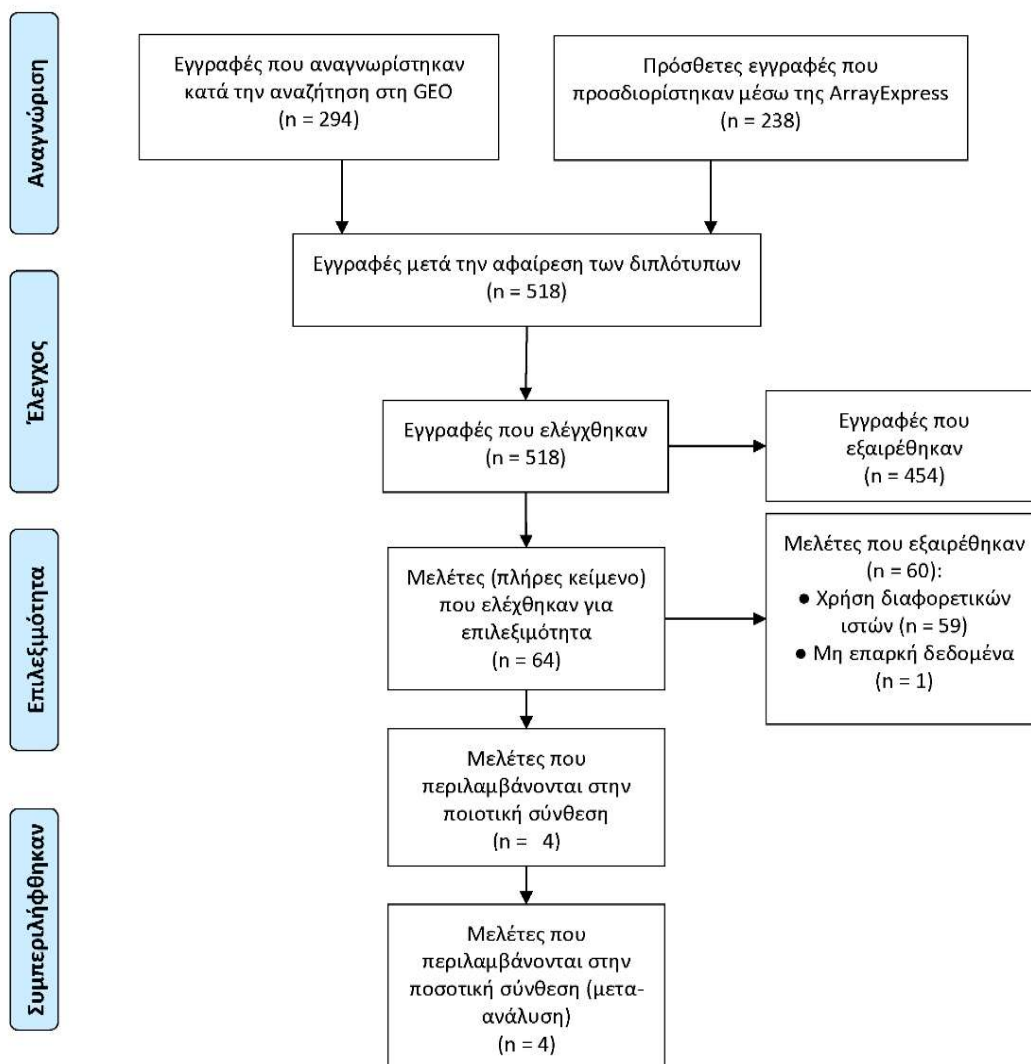 Αναγνώριση
Εγγραφές που αναγνωρίστηκαν
κατά την αναζήτηση στη GEO
(n = 294)
Πρόσθετες εγγραφές που
προσδιορίστηκαν μέσω της ArrayExpress
(n = 238)
Εγγραφές μετά την αφαίρεση των διπλότυπων
(n = 518)
Έλεγχος
Εγγραφές που ελέγχθηκαν
(n = 518)
Εγγραφές που
εξαιρέθηκαν
(n = 454)
Επιλεξιμότητα
Μελέτες (πλήρες κείμενο)
που ελέχθηκαν για
επιλεξιμότητα
(n = 64)
Μελέτες που εξαιρέθηκαν
(n = 60):
● Χρήση διαφορετικών
ιστών (n = 59)
● Μη επαρκή δεδομένα
(n = 1)
Μελέτες που
περιλαμβάνονται στην
ποιοτική σύνθεση
(n = 4)
Συμπεριλήφθηκαν
Μελέτες που
περιλαμβάνονται στην
ποσοτική σύνθεση (μετα-
ανάλυση)
(n = 4)